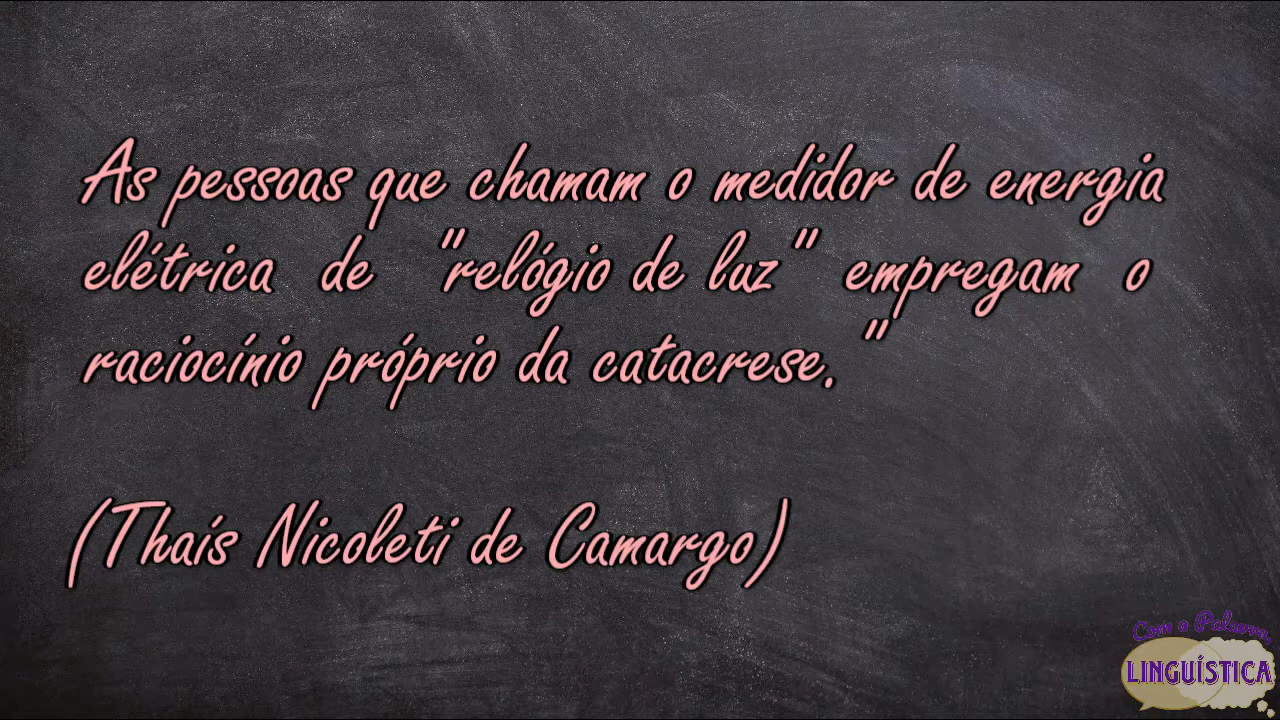 As pessoas que chamam o medidor de energia
elétrica de "relógio de luz" empregam o
raciocínio próprio da catacrese."
(Thaís Nicoleti de Camargo)
Com a Palavra,
LINGUÍSTICA